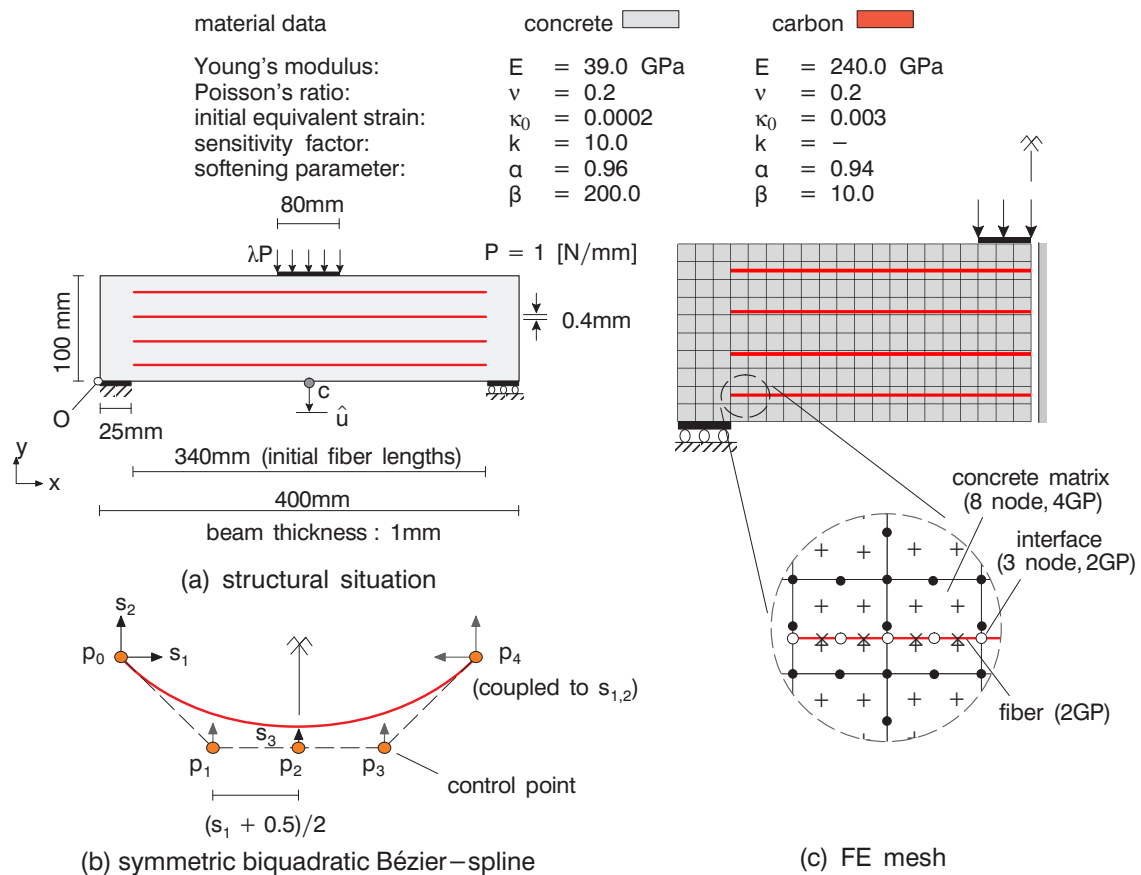 material data concrete carbon
Young's modulus: E = 39.0 GPa E = 240.0 GPa
Poisson's ratio: ν = 0.2 ν = 0.2
initial equivalent strain: κ0 = 0.0002 κ0 = 0.003
sensitivity factor: k = 10.0 k = −
softening parameter: α = 0.96 α = 0.94
β = 200.0 β = 10.0
80mm
λP
P = 1 [N/mm]
100 mm
0.4mm
O
c
û
25mm
y
x
340mm (initial fiber lengths)
400mm
beam thickness : 1mm
(a) structural situation
s2
p0
s1
p4
(coupled to s1,2)
s3
p1
p2
p3
control point
(s1 + 0.5)/2
(b) symmetric biquadratic Bézier−spline
concrete matrix
(8 node, 4GP)
interface
(3 node, 2GP)
fiber (2GP)
(c) FE mesh